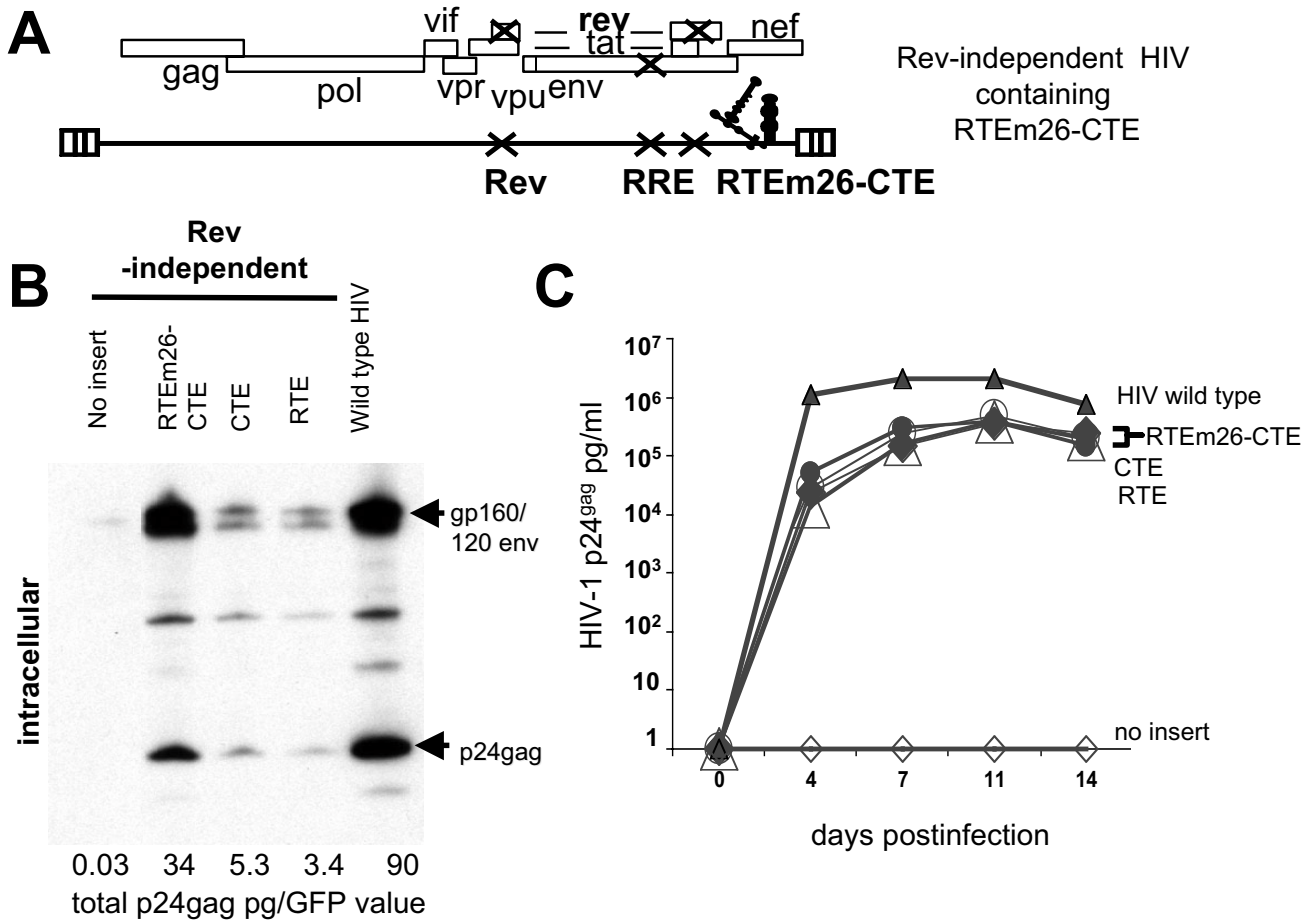 A
vif
rev
tat
nef
gag
pol
vpr
vpu
env
Rev-independent HIV
containing
RTEm26-CTE
Rev
RRE
RTEm26-CTE
B
Rev
-independent
No insert
RTEm26-
CTE
CTE
RTE
Wild type HIV
intracellular
gp160/
120 env
p24gag
0.03 34 5.3 3.4 90
total p24gag pg/GFP value
C
HIV-1 p24gag pg/ml
10⁷
10⁶
10⁵
10⁴
10³
10²
10
1
0 4 7 11 14
days postinfection
HIV wild type
RTEm26-CTE
CTE
RTE
no insert